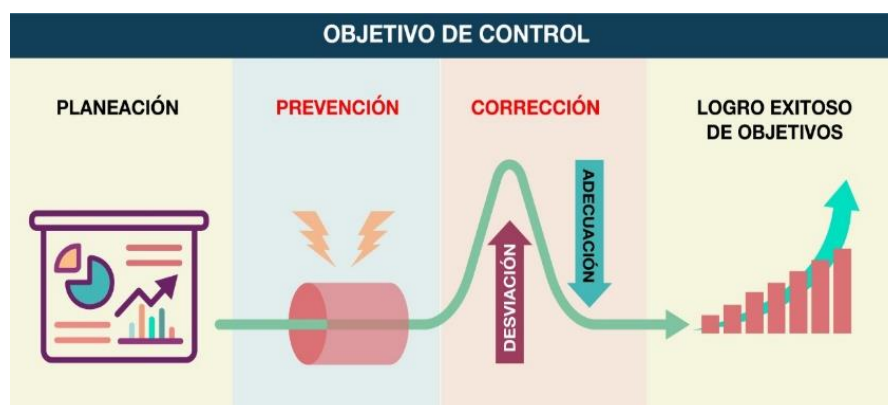 OBJETIVO DE CONTROL
PLANEACIÓN
PREVENCIÓN
CORRECCIÓN
LOGRO EXITOSO
DE OBJETIVOS
DESVIACIÓN
ADECUACIÓN